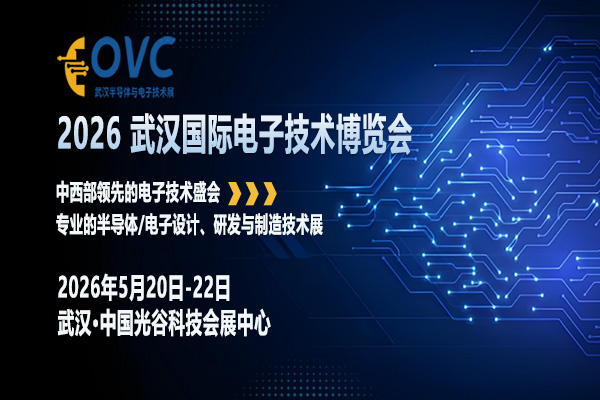 OVC
武汉半导体与电子技术展
2026 武汉国际电子技术博览会
中西部领先的电子技术盛会
专业的半导体/电子设计、研发与制造技术展
2026年5月20日-22日
武汉·中国光谷科技会展中心